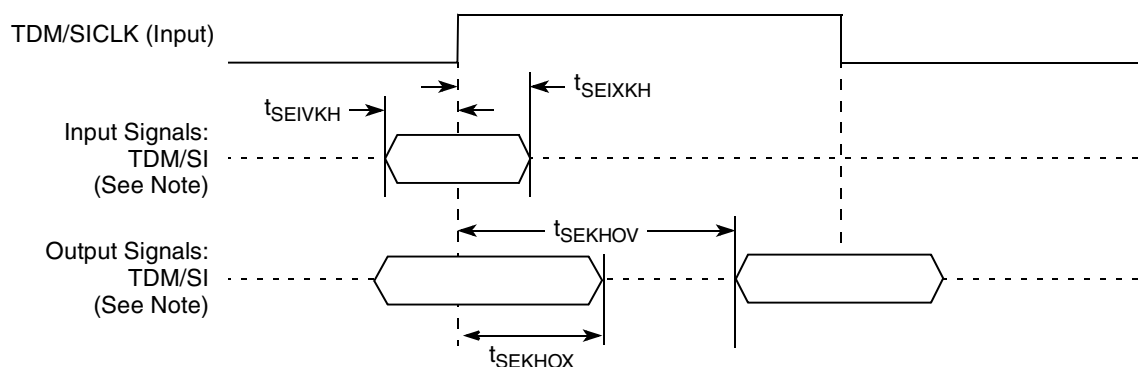 TDM/SICLK (Input)
tSEIXKH
tSEIVKH
Input Signals:
TDM/SI
(See Note)
tSEKHOV
Output Signals:
TDM/SI
(See Note)
tSEKHOX